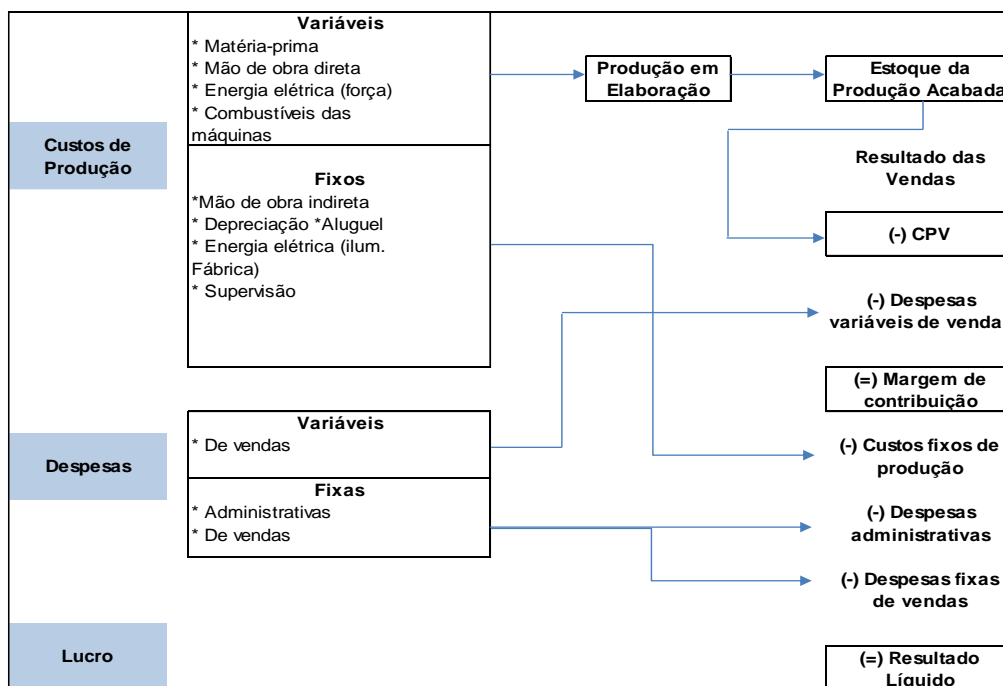 Variáveis
* Matéria-prima
* Mão de obra direta
* Energia elétrica (força)
* Combustíveis das
máquinas
Custos de
Produção
Fixos
*Mão de obra indireta
* Depreciação *Aluguel
* Energia elétrica (ilum.
Fábrica)
* Supervisão
Produção em
Elaboração
Estoque da
Produção Acabada
Resultado das
Vendas
(-) CPV
(-) Despesas
variáveis de venda
(=) Margem de
contribuição
Despesas
Variáveis
* De vendas
Fixas
* Administrativas
* De vendas
(-) Custos fixos de
produção
(-) Despesas
administrativas
(-) Despesas fixas
de vendas
Lucro
(=) Resultado
Líquido